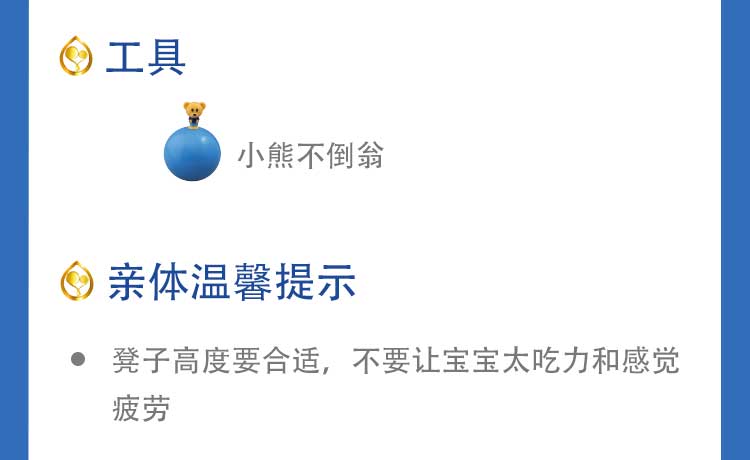 工具
小熊不倒翁
亲体温馨提示
凳子高度要合适，不要让宝宝太吃力和感觉
疲劳